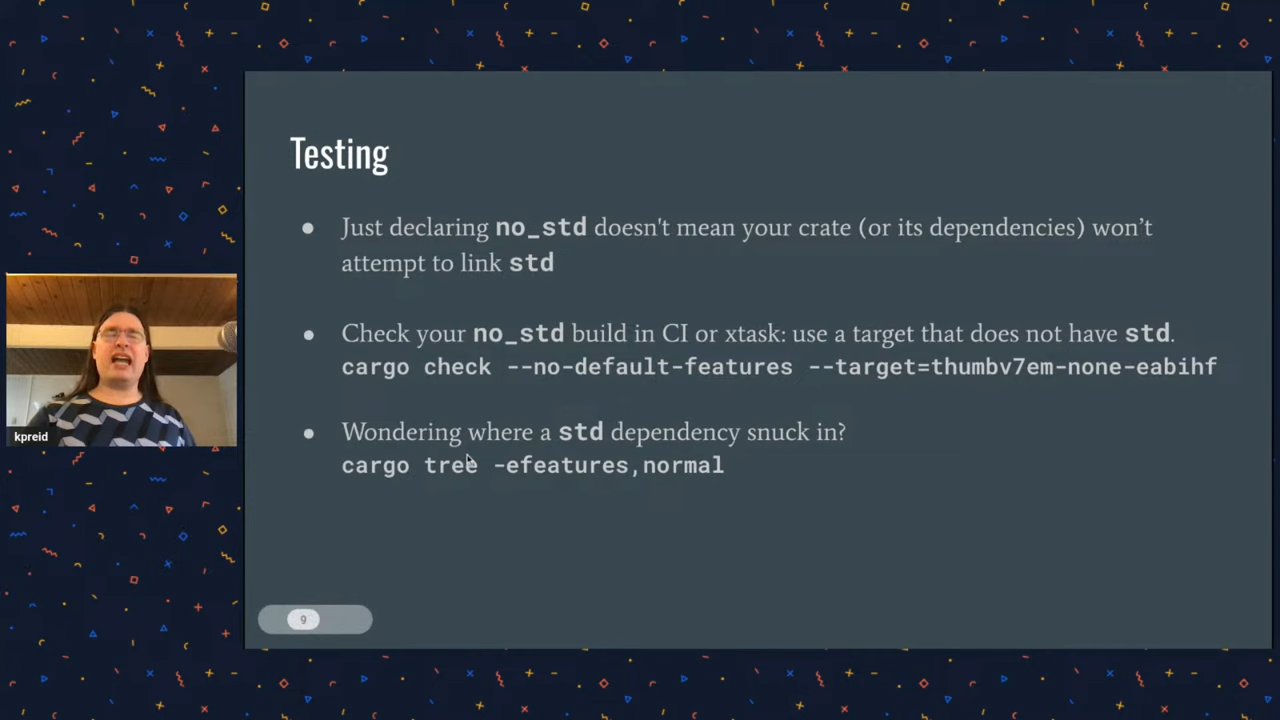 Testing
● Just declaring no_std doesn't mean your crate (or its dependencies) won’t
attempt to link std
● Check your no_std build in CI or xtask: use a target that does not have std.
cargo check --no-default-features --target=thumbv7em-none-eabihf
● Wondering where a std dependency snuck in?
cargo tree -efeatures,normal
kpreid
9